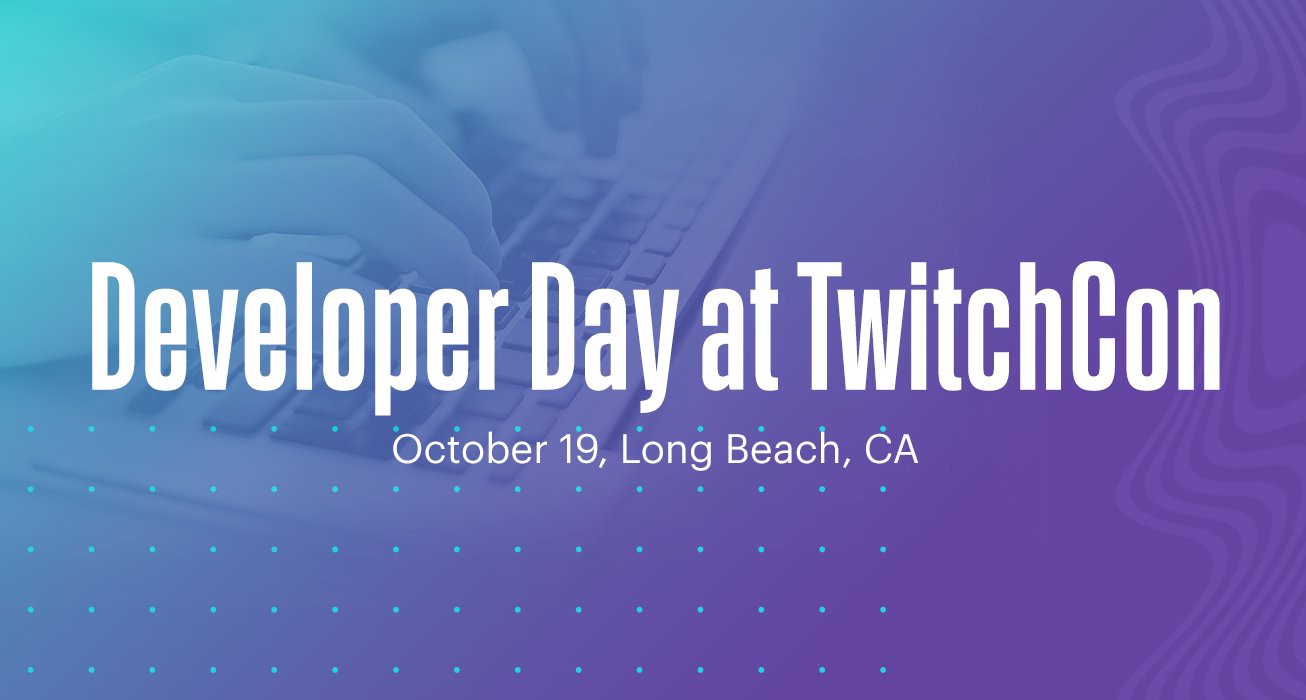 Developer Day at TwitchCon
October 19, Long Beach, CA